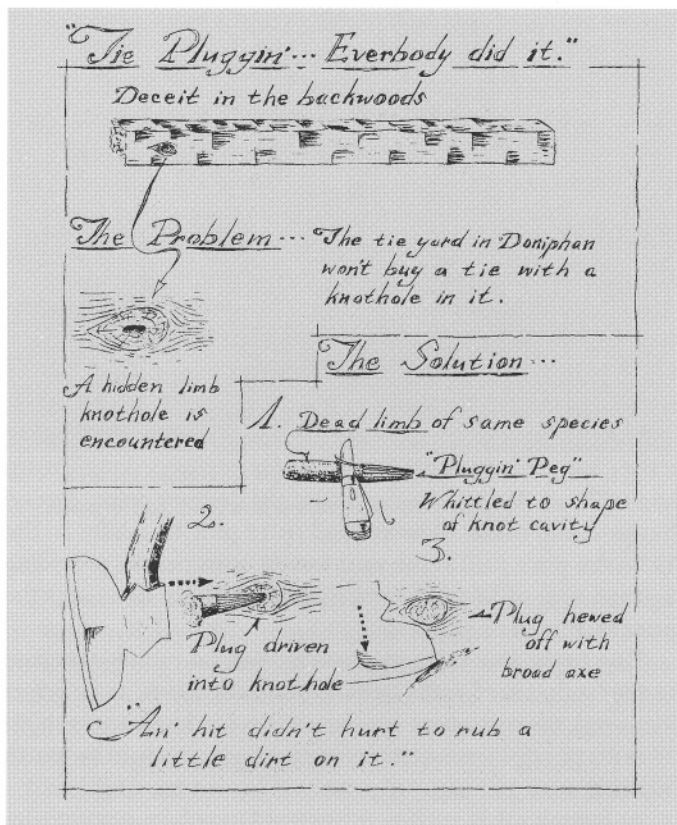 "Tie Pluggin'... Everbody did it."
Deceit in the backwoods
The Problem...
The tie yard in Doniphan
won't buy a tie with a
knothole in it.
A hidden limb
knothole is
encountered
The Solution...
1. Dead limb of same species
"Pluggin' Peg"
Whittled to shape
of knot cavity
2.
Plug driven
into knothole
3.
Plug hewed
off with
broad axe
"An' hit didn't hurt to rub a
little dirt on it."